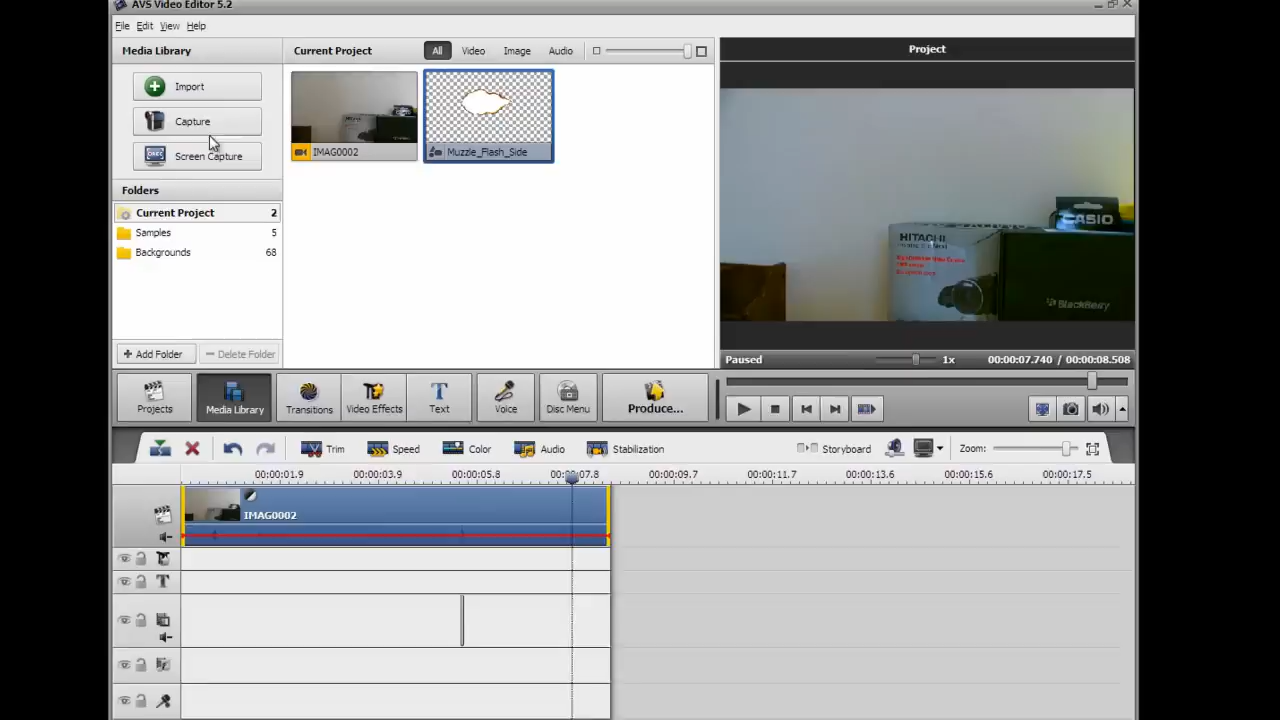 AVS Video Editor 5.2
File Edit View Help
Media Library
Current Project
All Video Image Audio
Project
Import
Capture
Screen Capture
IMAG0002
Muzzle_Flash_Side
Folders
Current Project 2
Samples 5
Backgrounds 68
Add Folder
Delete Folder
CASIO
HITACHI
BlackBerry
Paused 1x 00:00:07.740 / 00:00:08.508
Projects
Media Library
Transitions
Video Effects
Text
Voice
Disc Menu
Produce...
Trim Speed Color Audio Stabilization Storyboard Zoom:
00:00:01.9 00:00:03.9 00:00:05.8 00:00:07.8 00:00:09.7 00:00:11.7 00:00:13.6 00:00:15.6 00:00:17.5
IMAG0002